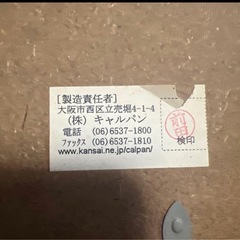 [製造責任者]
大阪市西区立売堀4-1-4
(株) キャルパン
電話 (06)6537-1800
ファックス (06)6537-1810
www.kansai.ne.jp/calpan/
前田
検印